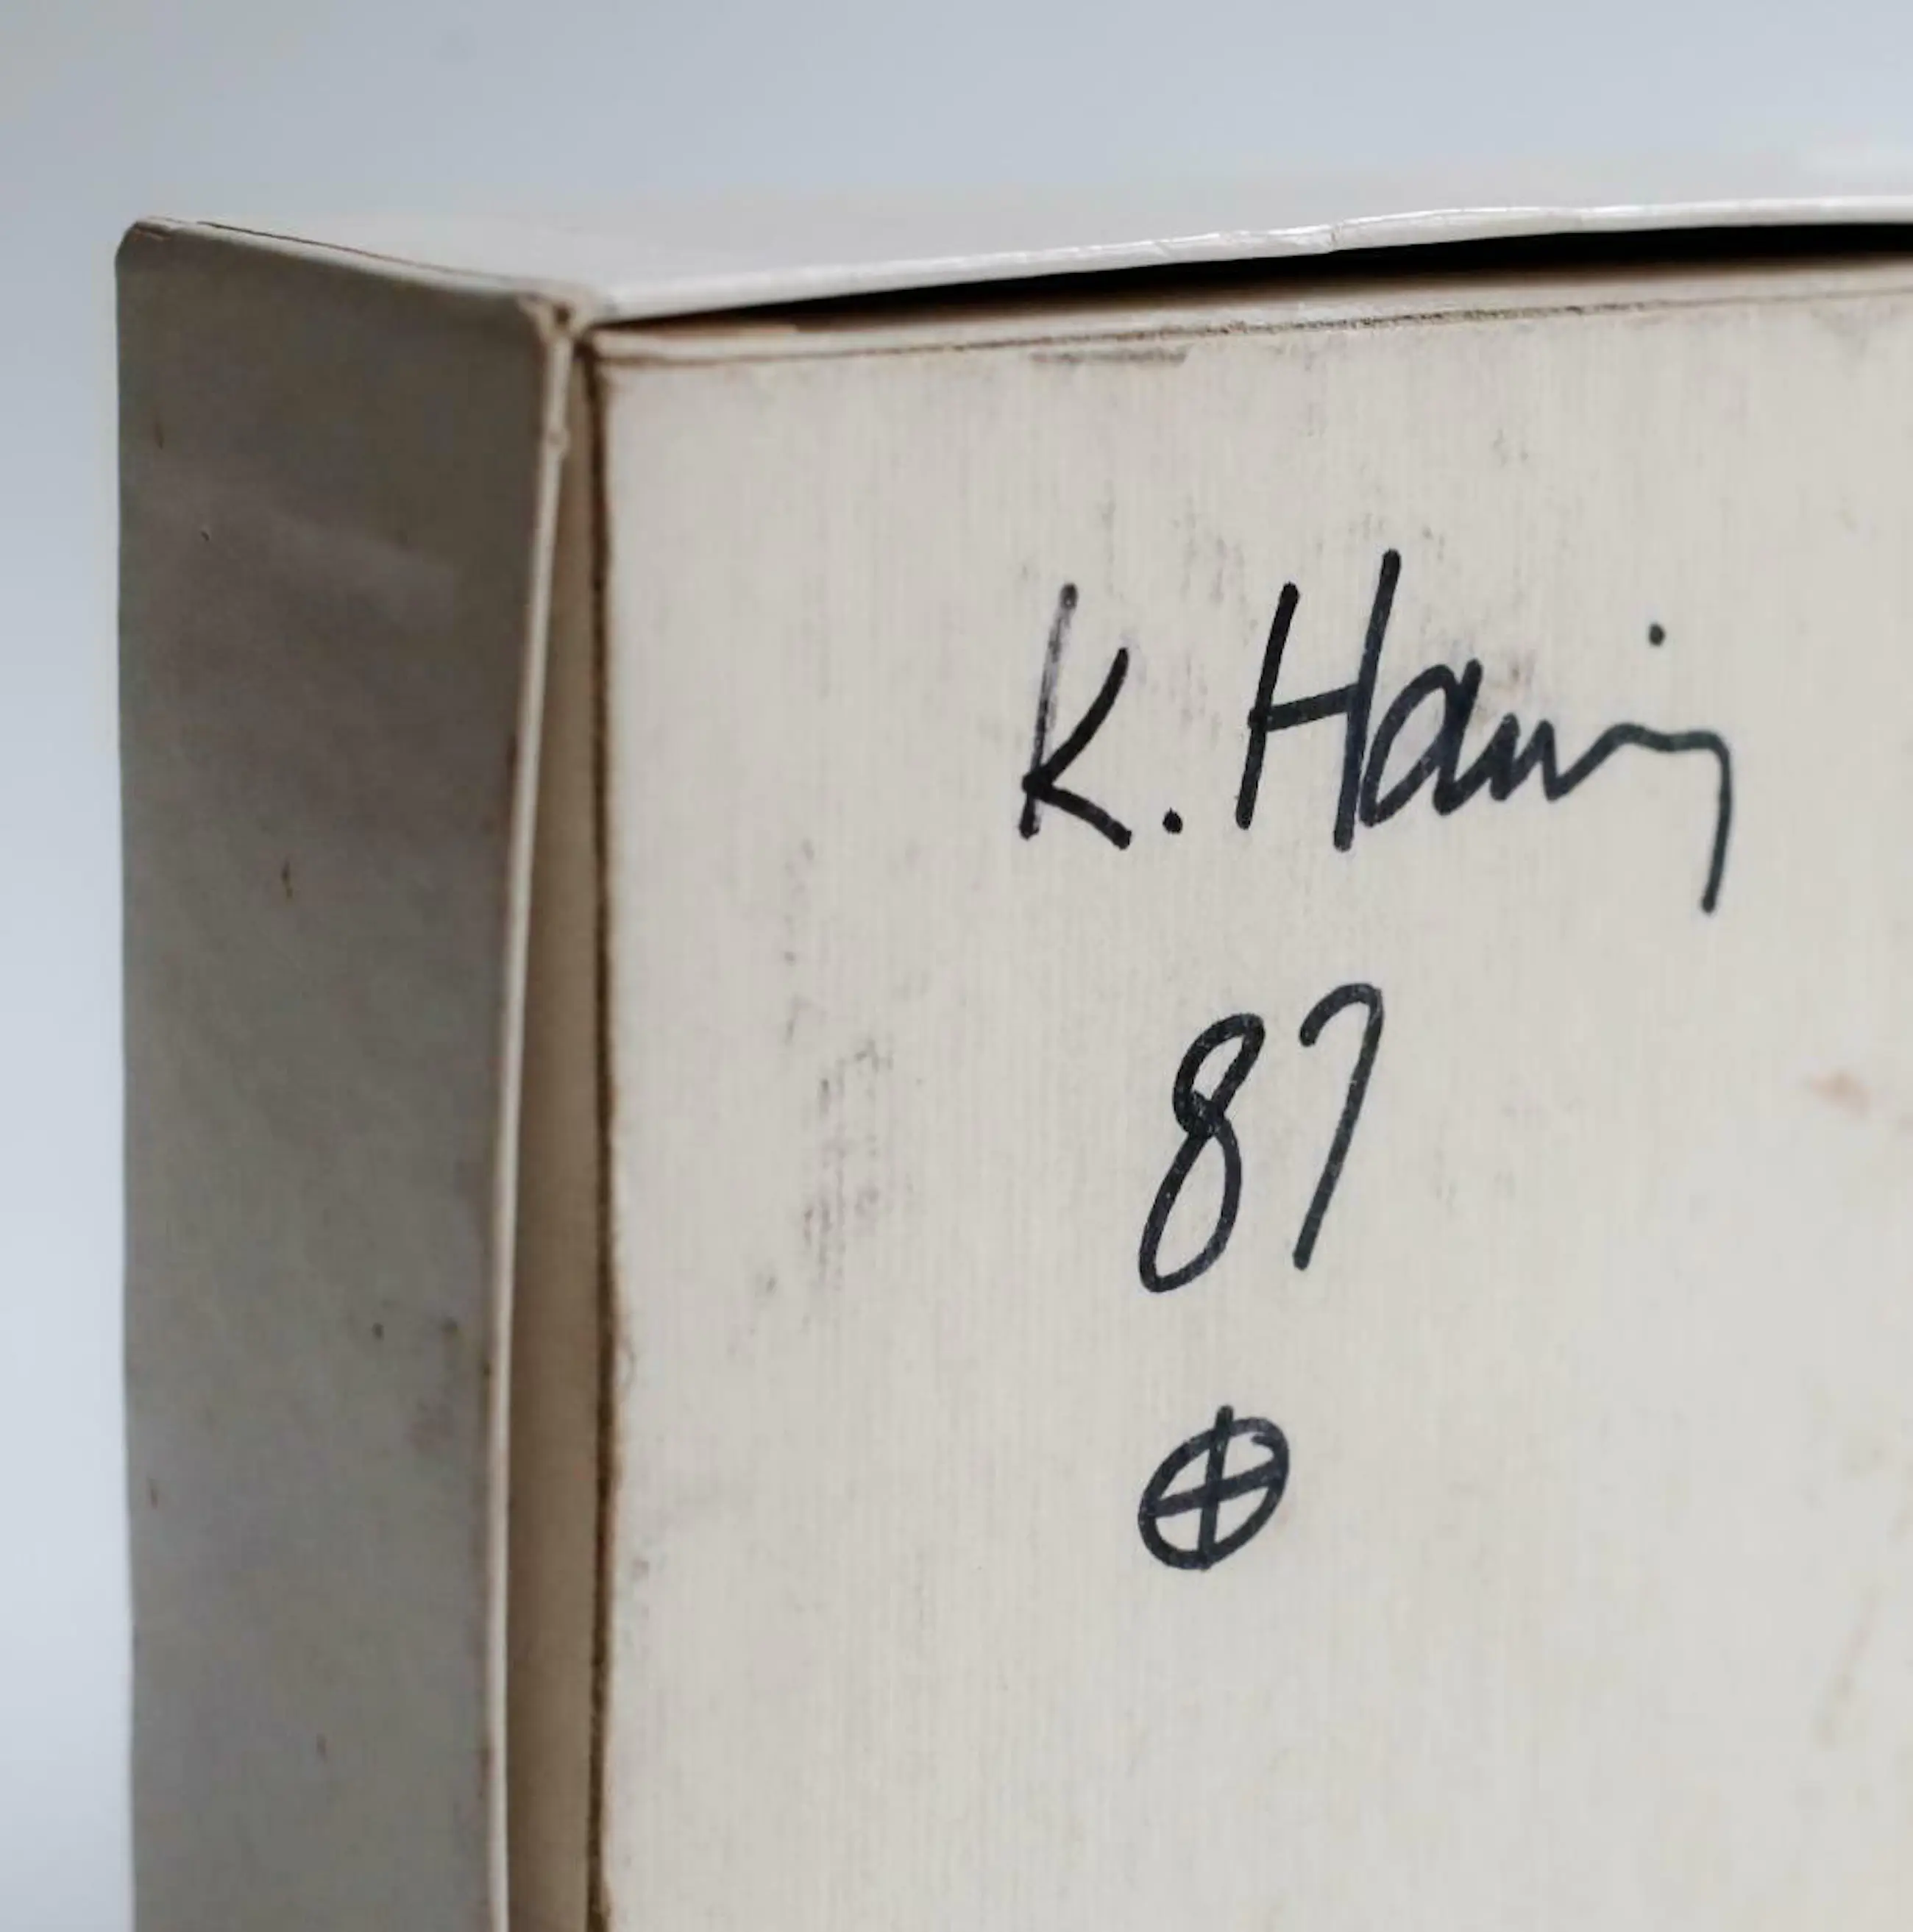 K. Haring
87
⊕